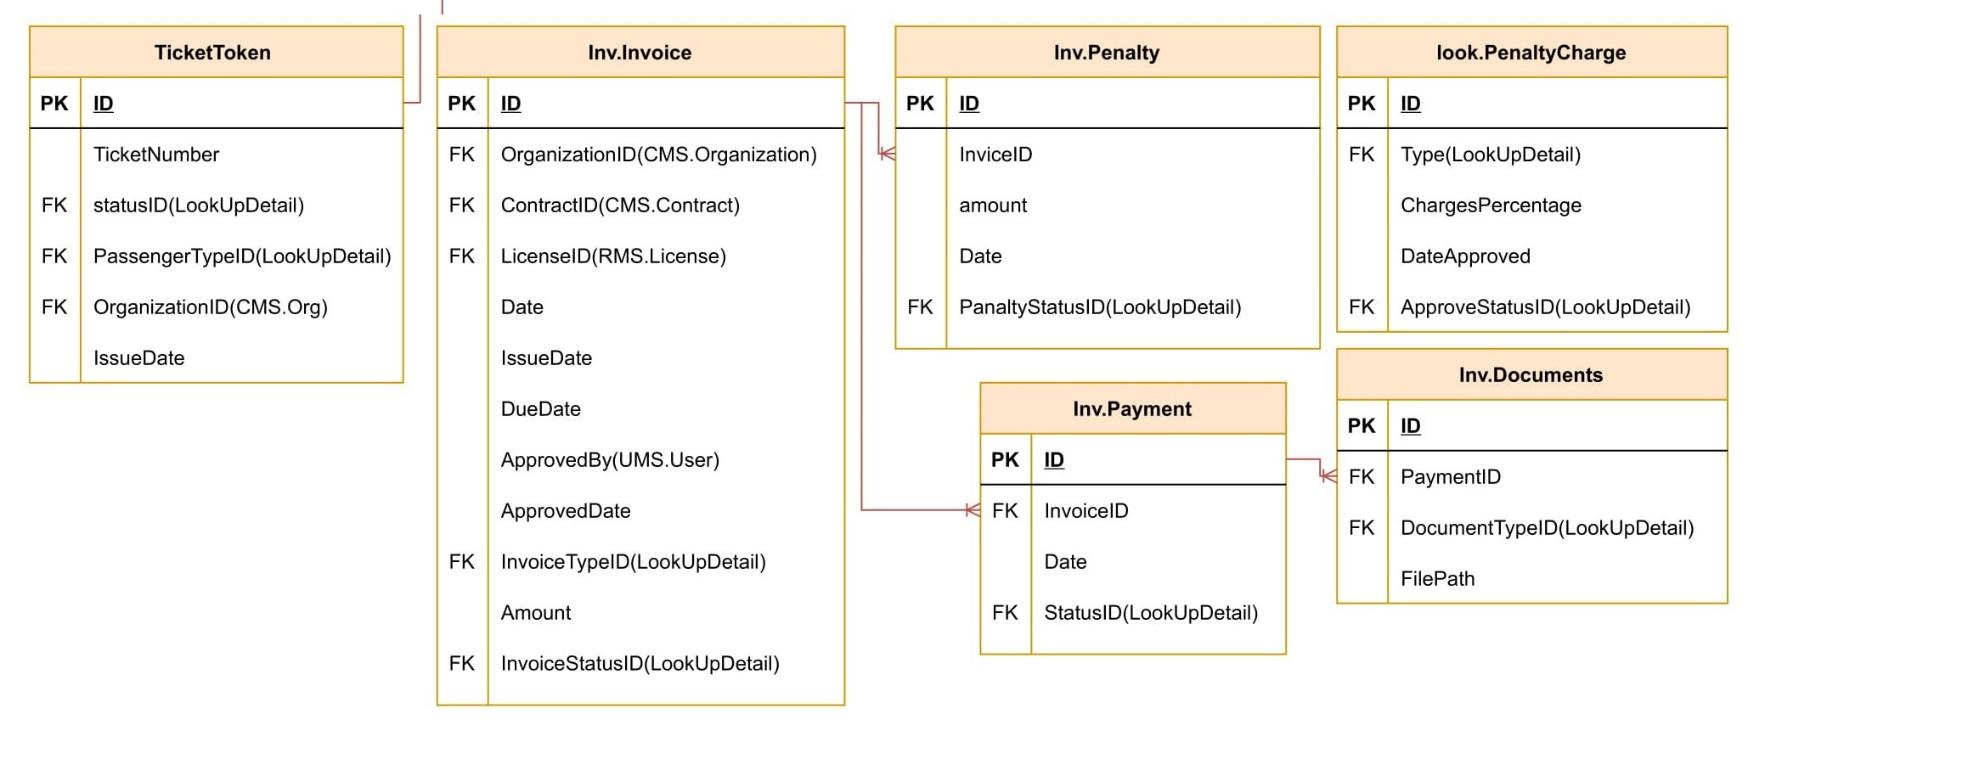 TicketToken
PK ID
TicketNumber
FK statusID(LookUpDetail)
FK PassengerTypeID(LookUpDetail)
FK OrganizationID(CMS.Org)
IssueDate
Inv.Invoice
PK ID
FK OrganizationID(CMS.Organization)
FK ContractID(CMS.Contract)
FK LicenseID(RMS.License)
Date
IssueDate
DueDate
ApprovedBy(UMS.User)
ApprovedDate
FK InvoiceTypeID(LookUpDetail)
Amount
FK InvoiceStatusID(LookUpDetail)
Inv.Penalty
PK ID
InviceID
amount
Date
FK PanaltyStatusID(LookUpDetail)
Inv.Payment
PK ID
FK InvoiceID
Date
FK StatusID(LookUpDetail)
look.PenaltyCharge
PK ID
FK Type(LookUpDetail)
ChargesPercentage
DateApproved
FK ApproveStatusID(LookUpDetail)
Inv.Documents
PK ID
FK PaymentID
FK DocumentTypeID(LookUpDetail)
FilePath